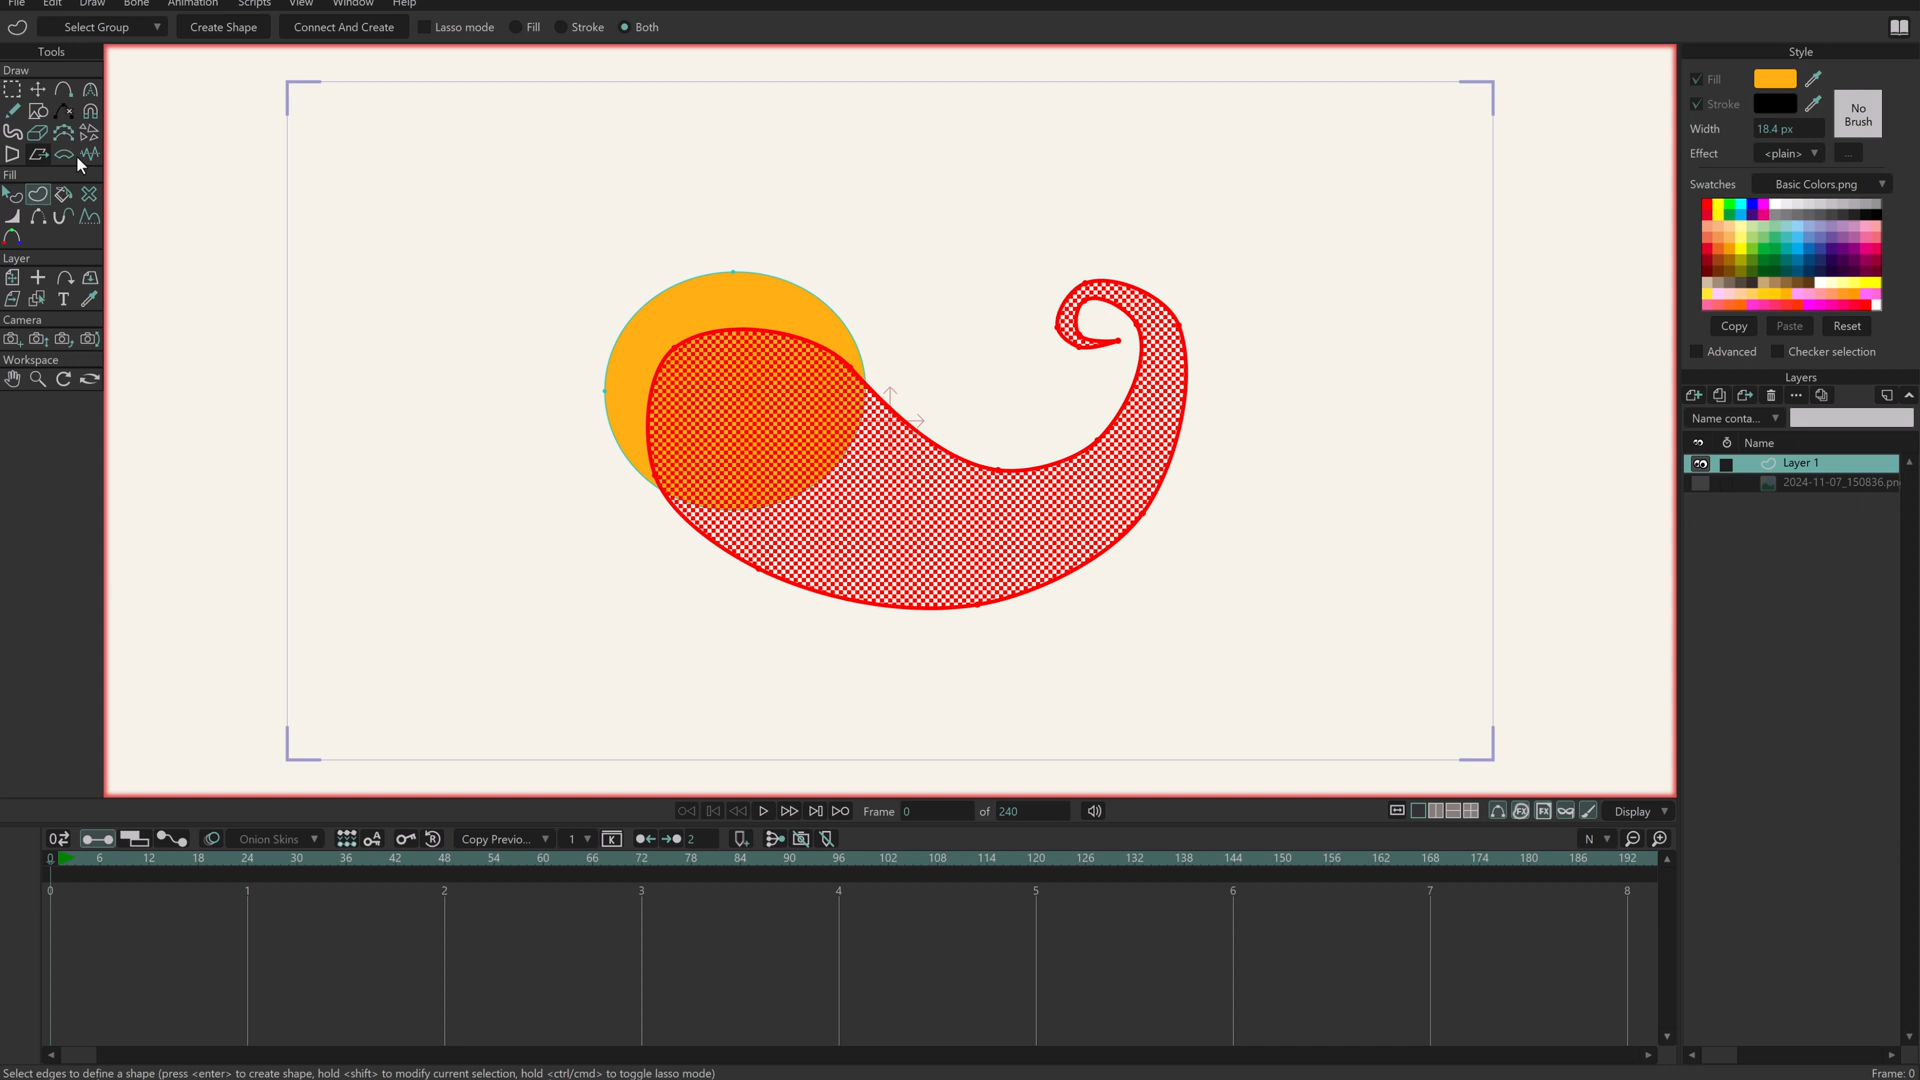 File Edit Draw Bone Animation Scripts View Window Help
Select Group Create Shape Connect And Create Lasso mode Fill Stroke Both
Tools
Draw
Fill
Layer
Camera
Workspace
Style
Fill
Stroke
No Brush
Width 18.4 px
Effect <plain> ...
Swatches Basic Colors.png
Copy Paste Reset
Advanced Checker selection
Layers
Name conta...
Name
Layer 1
2024-11-07_150836.pn
Frame 0 of 240
Display
Onion Skins
Copy Previo...
1
2
N
0 6 12 18 24 30 36 42 48 54 60 66 72 78 84 90 96 102 108 114 120 126 132 138 144 150 156 162 168 174 180 186 192
0 1 2 3 4 5 6 7 8
Select edges to define a shape (press <enter> to create shape, hold <shift> to modify current selection, hold <ctrl/cmd> to toggle lasso mode)
Frame: 0